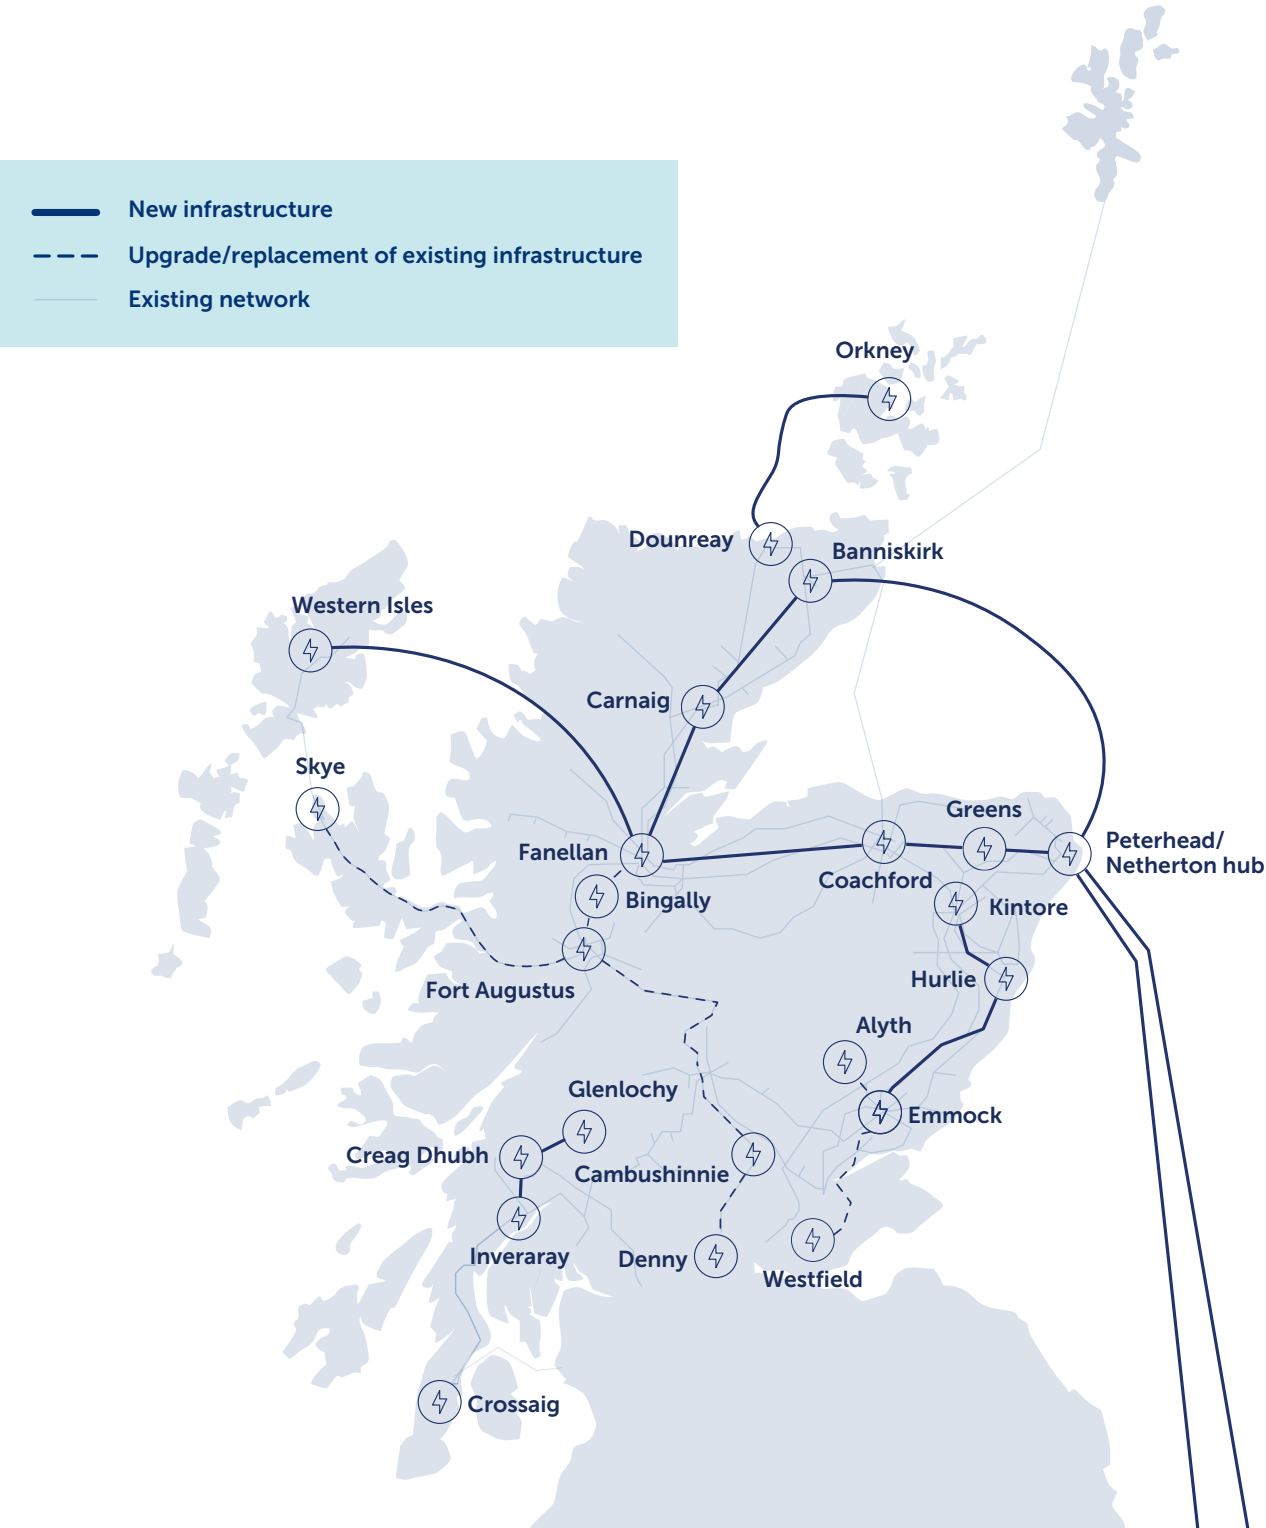 New infrastructure
Upgrade/replacement of existing infrastructure
Existing network
Orkney
Dounreay
Banniskirk
Western Isles
Carnaig
Skye
Greens
Fanellan
Peterhead/
Netherton hub
Coachford
Bingally
Kintore
Hurlie
Fort Augustus
Alyth
Glenlochy
Emmock
Creag Dhubh
Cambushinnie
Inveraray
Denny
Westfield
Crossaig